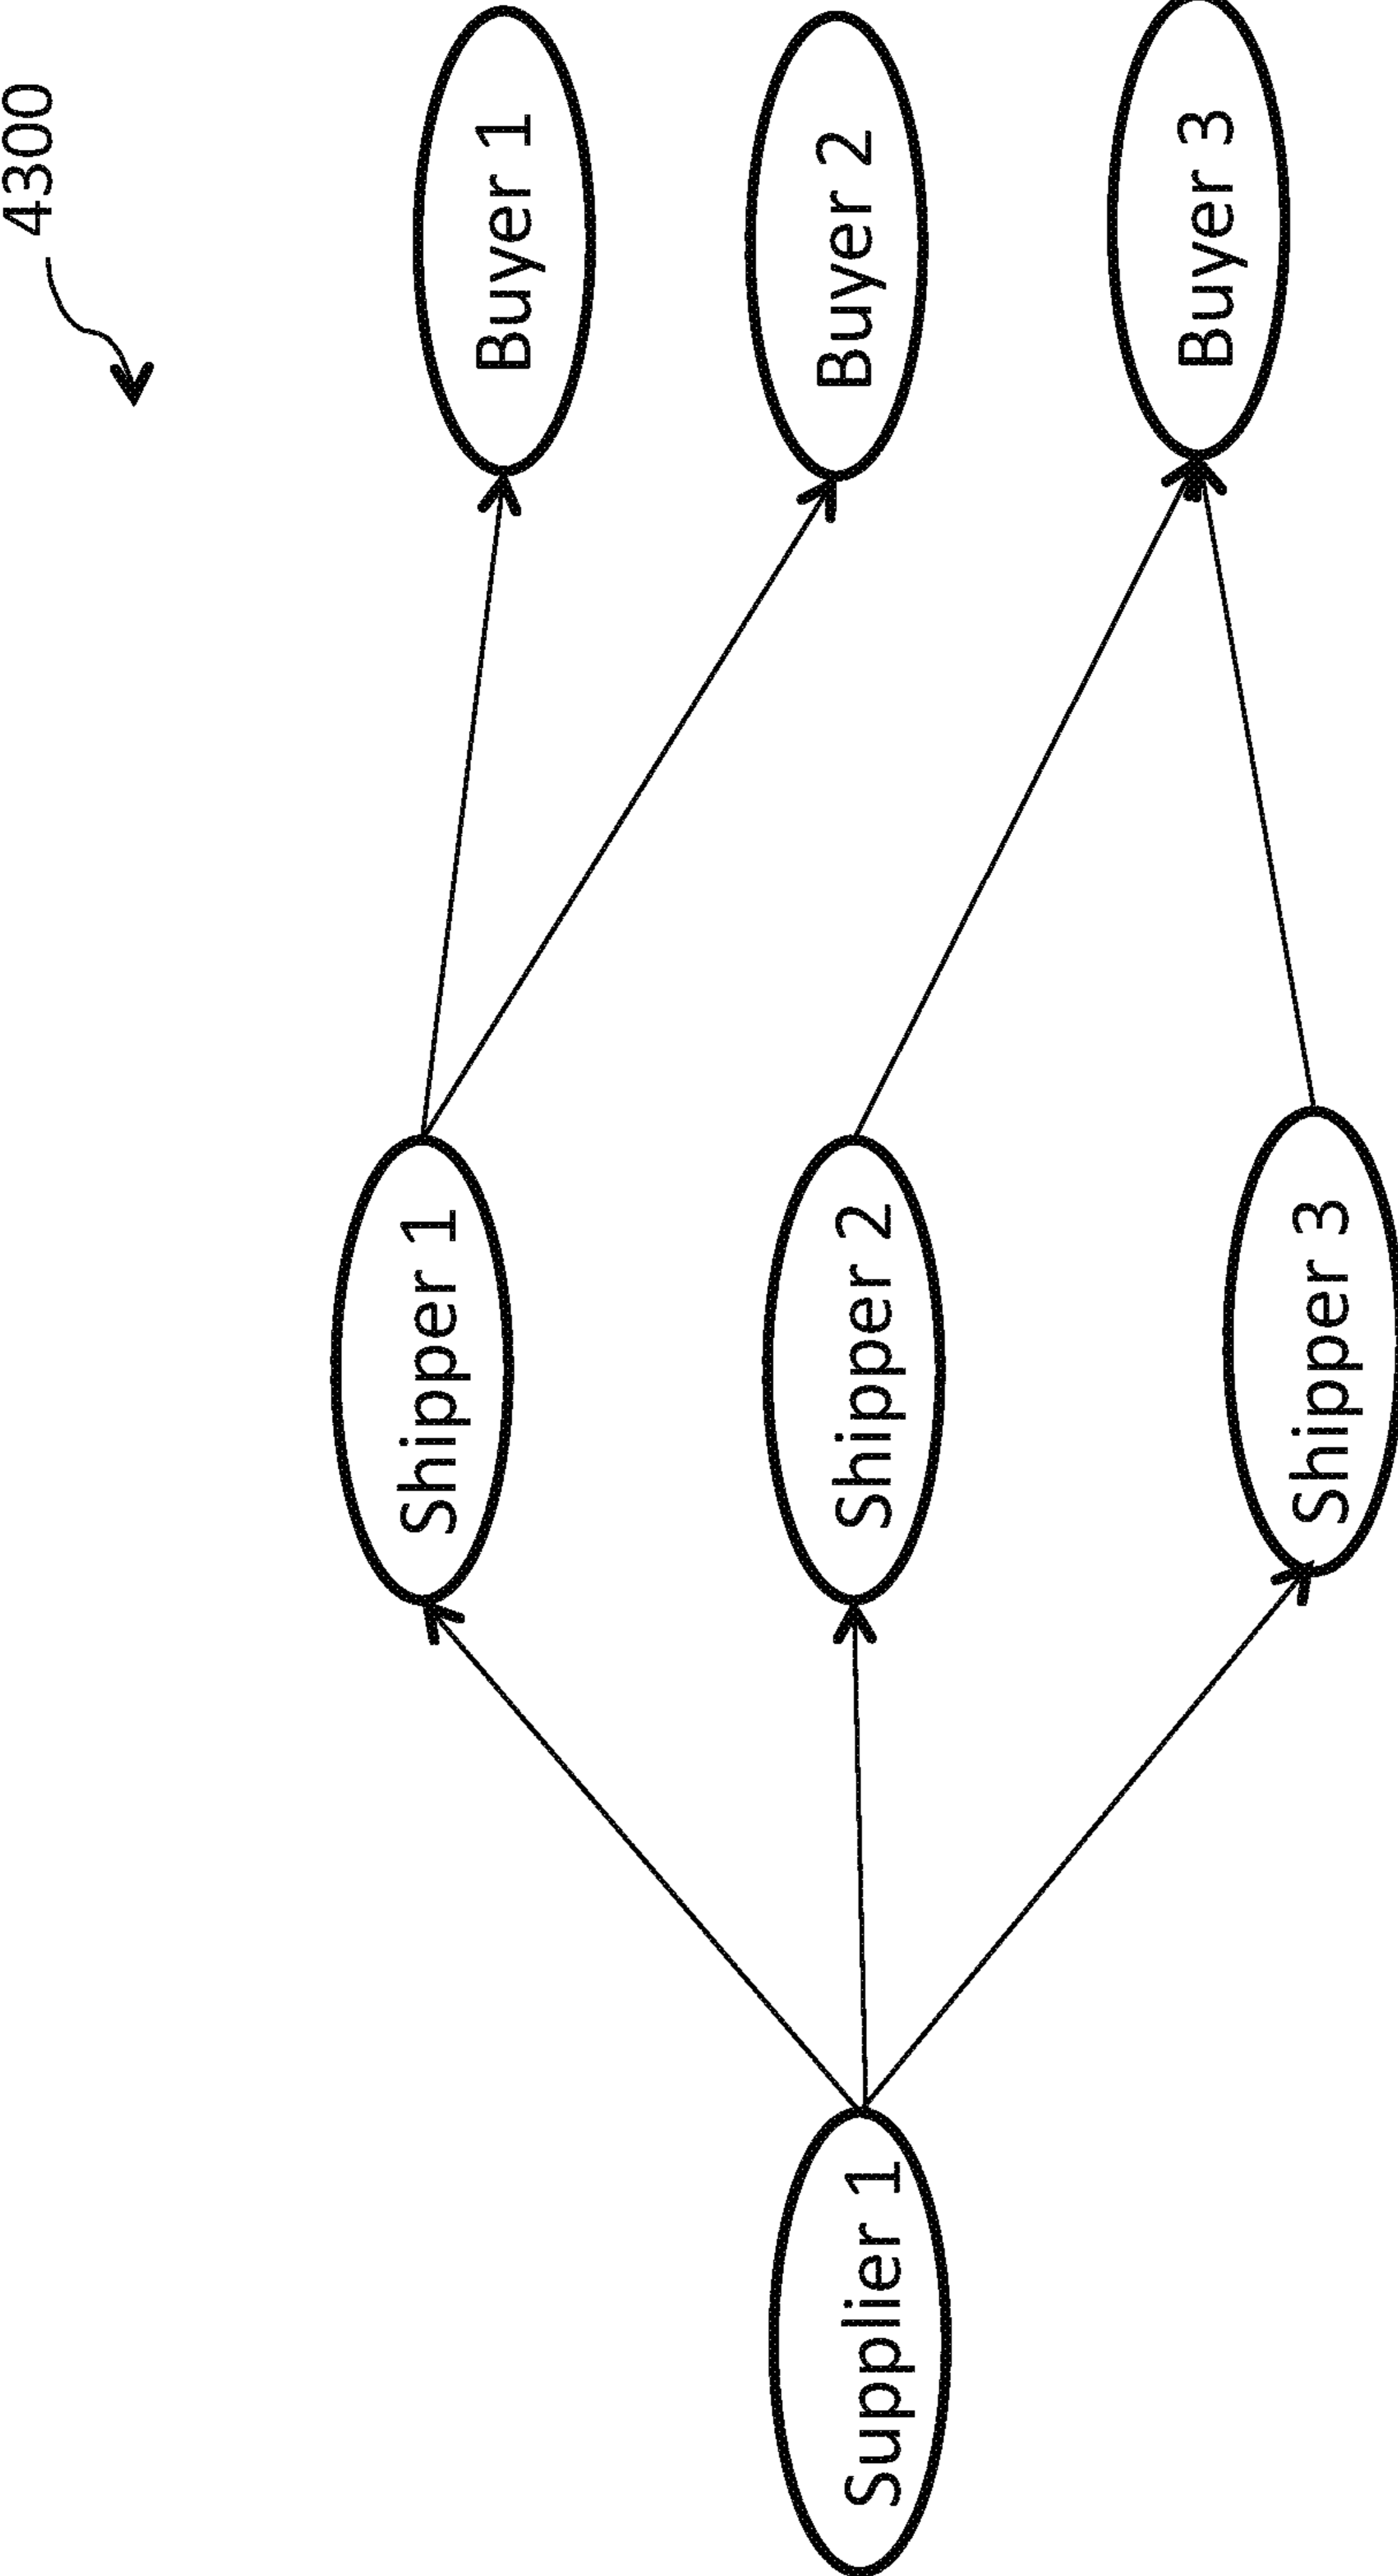 4300
Buyer 1
Buyer 2
Buyer 3
Shipper 1
Shipper 2
Shipper 3
Supplier 1